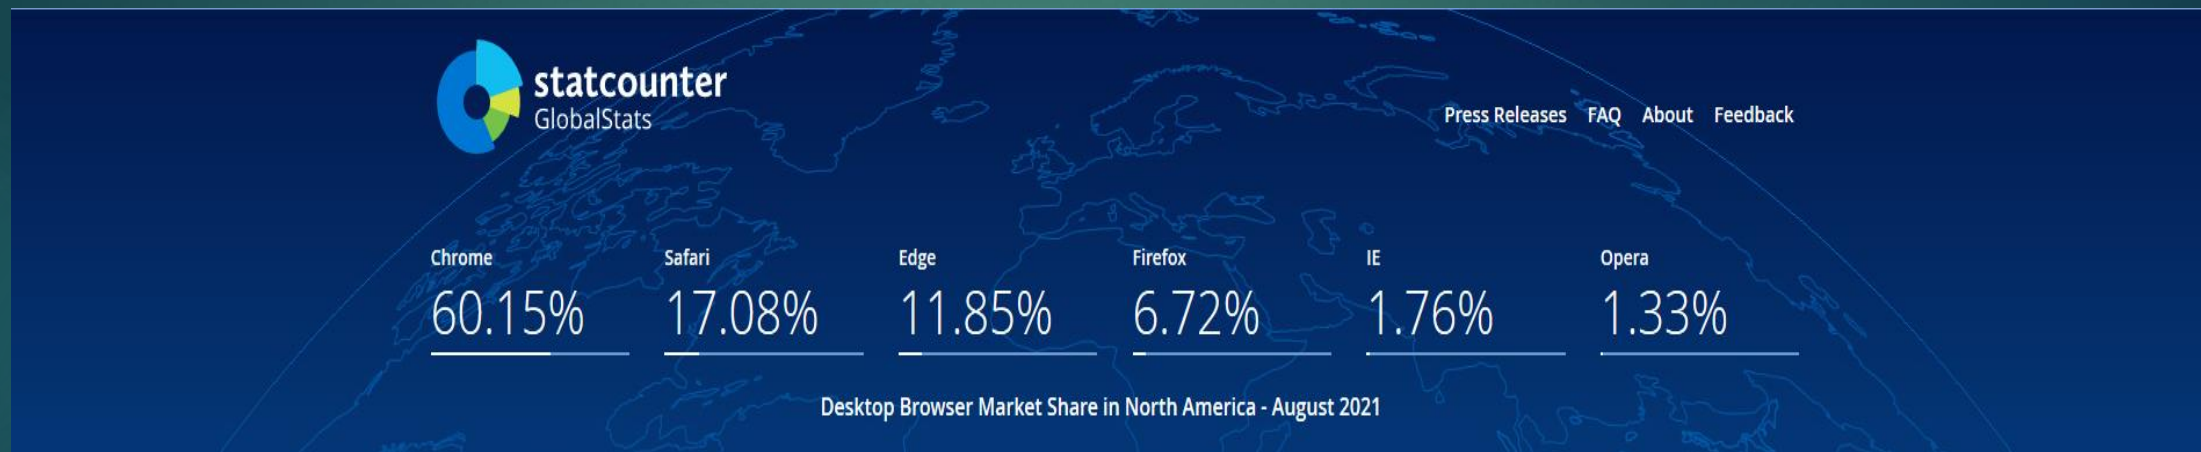 statcounter
GlobalStats
Press Releases FAQ About Feedback
Chrome Safari Edge Firefox IE Opera
60.15% 17.08% 11.85% 6.72% 1.76% 1.33%
Desktop Browser Market Share in North America - August 2021